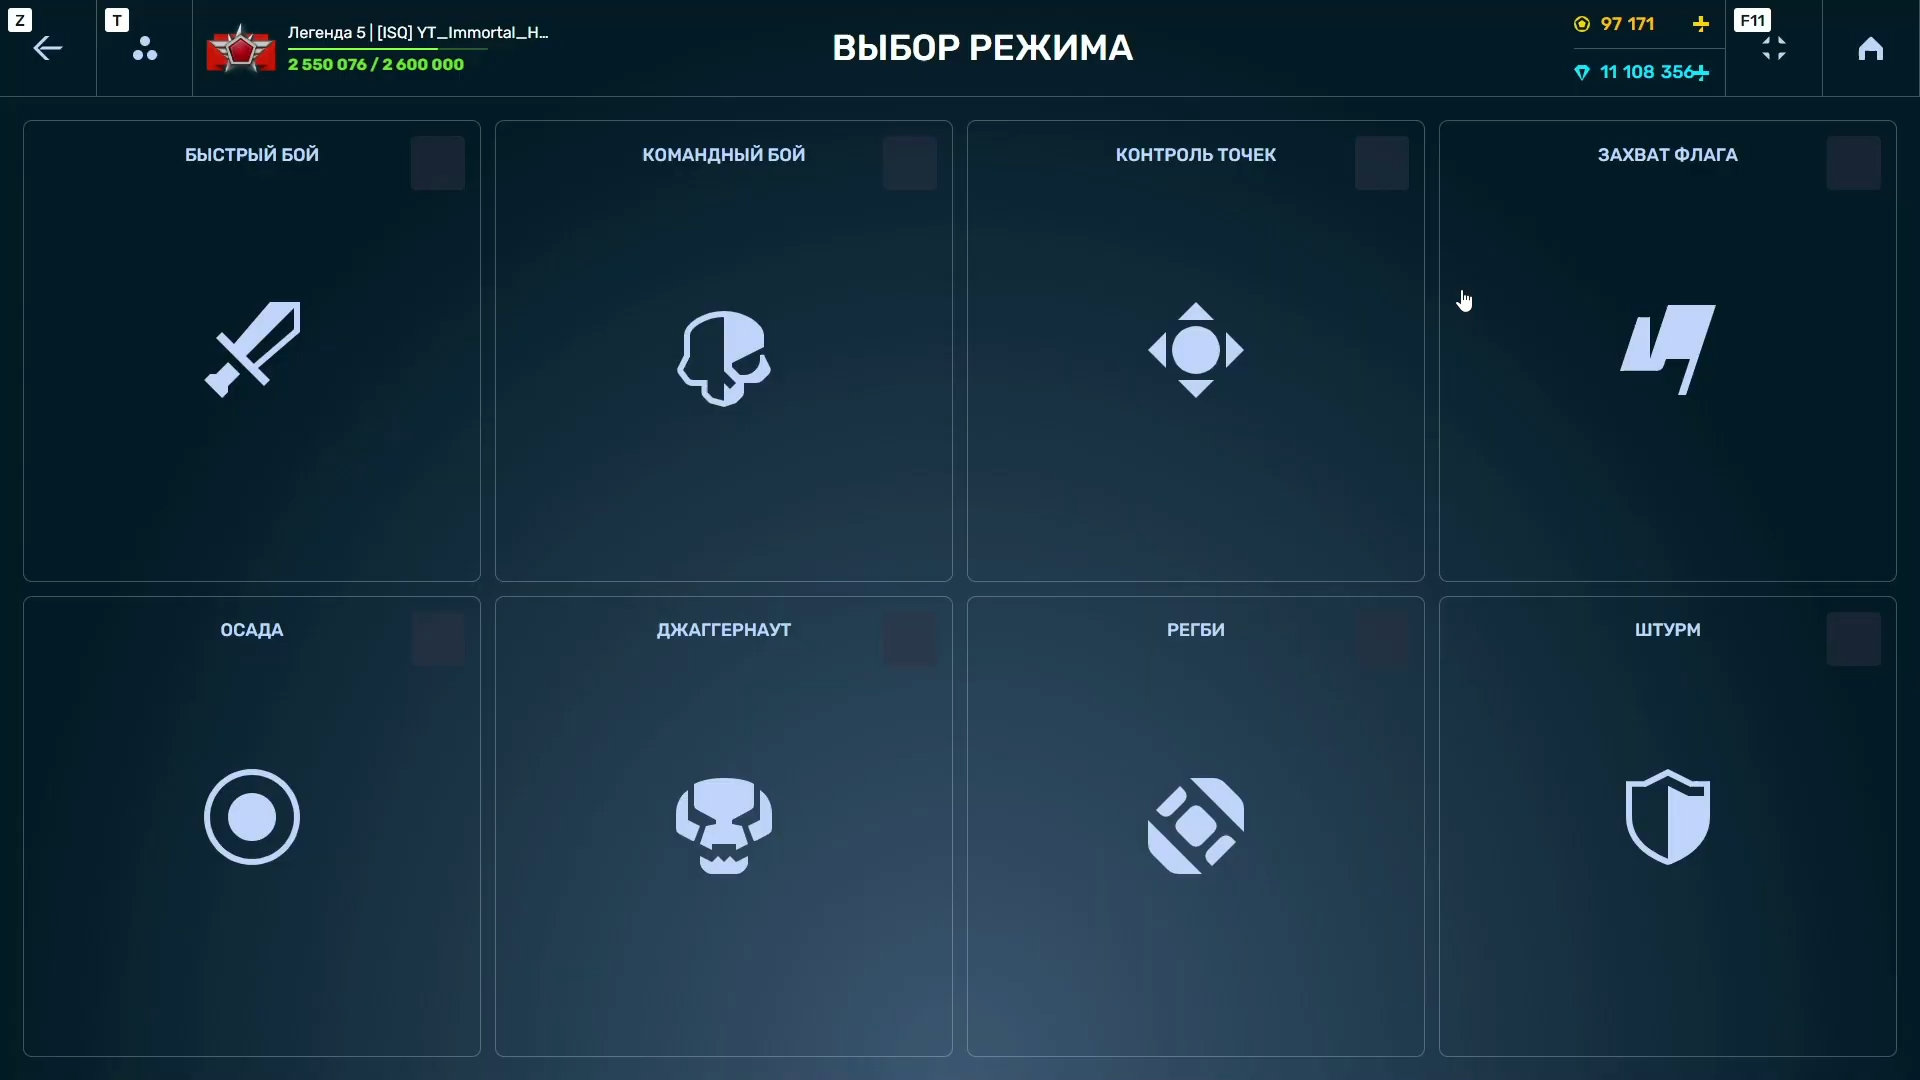 Z
T
Легенда 5 | [ISQ] YT_Immortal_H...
2 550 076 / 2 600 000
ВЫБОР РЕЖИМА
97 171
11 108 356
F11
БЫСТРЫЙ БОЙ
КОМАНДНЫЙ БОЙ
КОНТРОЛЬ ТОЧЕК
ЗАХВАТ ФЛАГА
ОСАДА
ДЖАГГЕРНАУТ
РЕГБИ
ШТУРМ